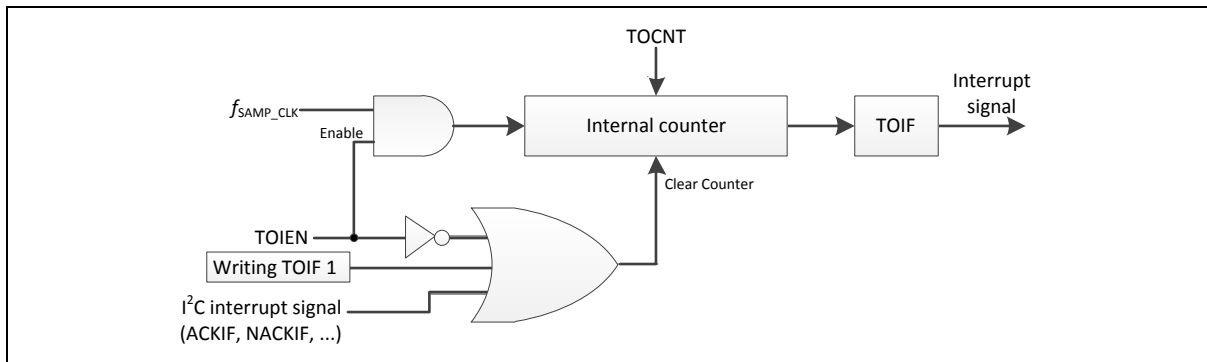 TOCNT
Interrupt
signal
fSAMP_CLK
Enable
Internal counter
TOIF
Clear Counter
TOIEN
Writing TOIF 1
I²C interrupt signal
(ACKIF, NACKIF, ...)